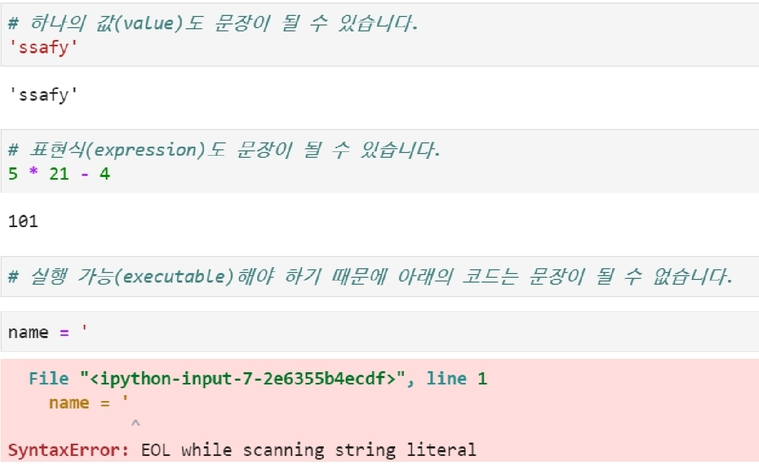 # 하나의 값(value)도 문장이 될 수 있습니다.
'ssafy'
'ssafy'
# 표현식(expression)도 문장이 될 수 있습니다.
5 * 21 - 4
101
# 실행 가능(executable)해야 하기 때문에 아래의 코드는 문장이 될 수 없습니다.
name = '
File "<ipython-input-7-2e6355b4ecdf>", line 1
name = '
^
SyntaxError: EOL while scanning string literal